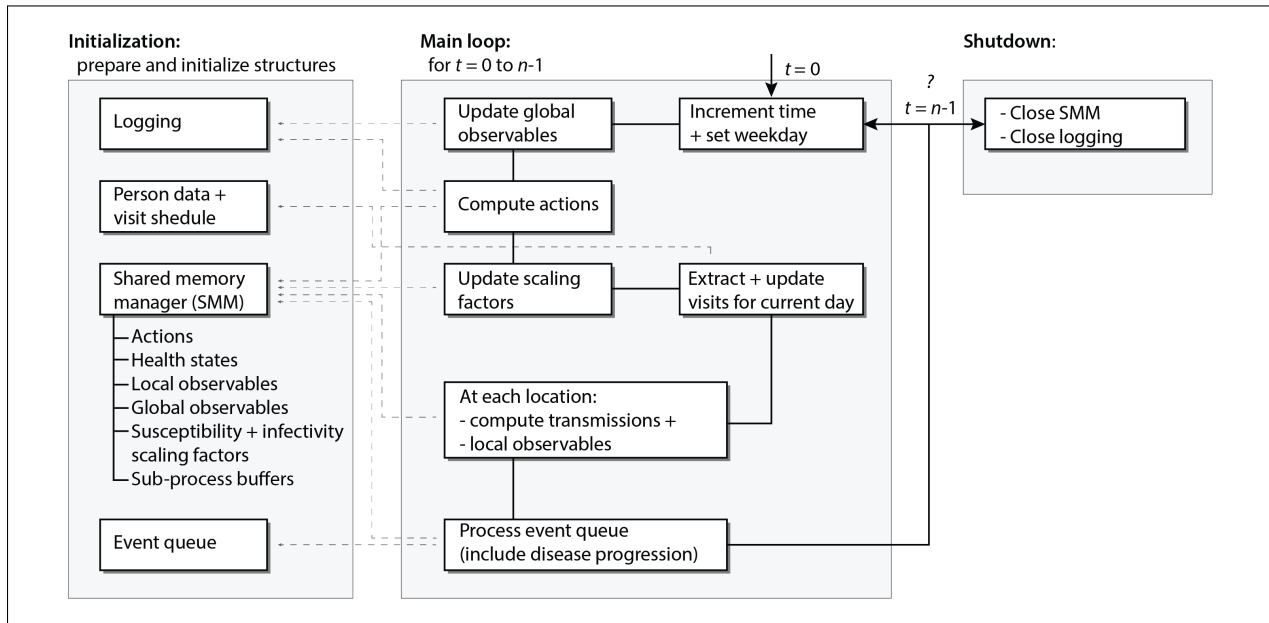 Initialization:
prepare and initialize structures
Logging
Person data +
visit shedule
Shared memory
manager (SMM)
Actions
Health states
Local observables
Global observables
Susceptibility + infectivity
scaling factors
Sub-process buffers
Event queue
Main loop:
for t = 0 to n-1
t = 0
Update global
observables
Increment time
+ set weekday
Compute actions
Update scaling
factors
Extract + update
visits for current day
At each location:
- compute transmissions +
- local observables
Process event queue
(include disease progression)
?
t = n-1
Shutdown:
- Close SMM
- Close logging